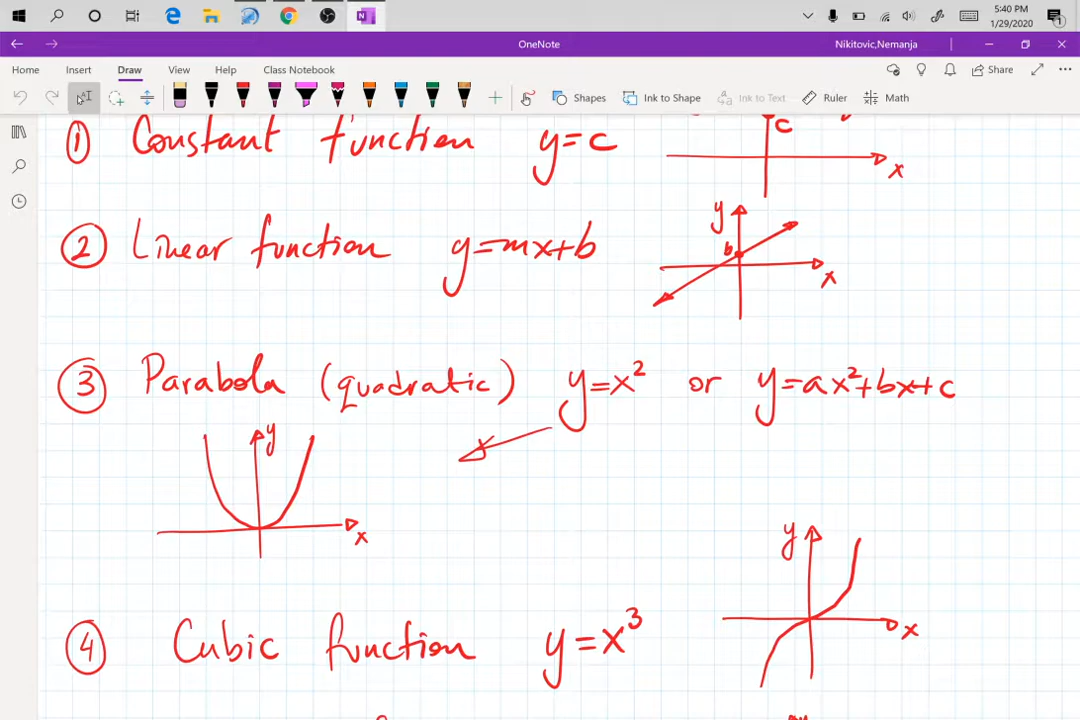 5:40 PM
1/29/2020
OneNote
Nikitovic,Nemanja
Home Insert Draw View Help Class Notebook
Share
Shapes Ink to Shape Ink to Text Ruler Math
① Constant function y=c
c
x
② Linear function y=mx+b
y
b
x
③ Parabola (quadratic) y=x² or y=ax²+bx+c
y
x
y
x
④ Cubic function y=x³